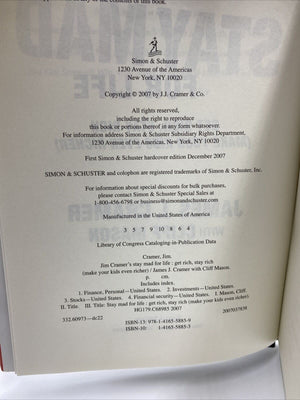 of the contents of this book.
Simon & Schuster
1230 Avenue of the Americas
New York, NY 10020
Copyright © 2007 by J.J. Cramer & Co.
All rights reserved,
including the right to reproduce
this book or portions thereof in any form whatsoever.
For information address Simon & Schuster Subsidiary Rights Department,
1230 Avenue of the Americas, New York, NY 10020.
First Simon & Schuster hardcover edition December 2007
SIMON & SCHUSTER and colophon are registered trademarks of Simon & Schuster, Inc.
For information about special discounts for bulk purchases,
please contact Simon & Schuster Special Sales at
1-800-456-6798 or business@simonandschuster.com.
Manufactured in the United States of America
3 5 7 9 10 8 6 4
Library of Congress Cataloging-in-Publication Data
Cramer, Jim.
Jim Cramer's stay mad for life : get rich, stay rich
(make your kids even richer) / James J. Cramer with Cliff Mason.
p. cm.
Includes index.
1. Finance, Personal—United States. 2. Investments—United States.
3. Stocks—United States. 4. Financial security—United States. I. Mason, Cliff.
II. Title. III. Title: Stay mad for life : get rich, stay rich (make your kids even richer)
HG179.C68985 2007
332.60973—dc22 2007037839
ISBN-13: 978-1-4165-5885-9
ISBN-10: 1-4165-5885-3